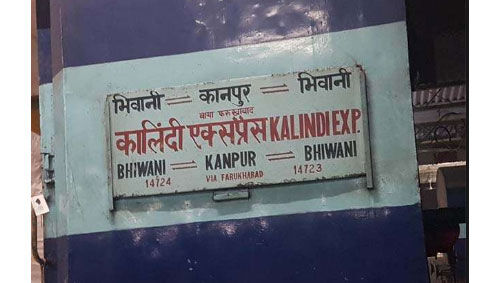 भिवानी ⇌ कानपुर ⇌ भिवानी
बाया फरुखाबाद
कालिंदी एक्सप्रेस KALINDI EXP.
BHIWANI ⇌ KANPUR ⇌ BHIWANI
14724 VIA FARUKHABAD 14723